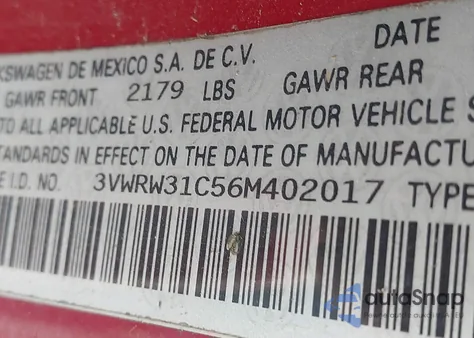 DATE
KSWAGEN DE MEXICO S.A. DE C.V.
GAWR FRONT 2179 LBS GAWR REAR
TO ALL APPLICABLE U.S. FEDERAL MOTOR VEHICLE S
TANDARDS IN EFFECT ON THE DATE OF MANUFACTU
E I.D. NO. 3VWRW31C56M402017 TYPE
autoSnap